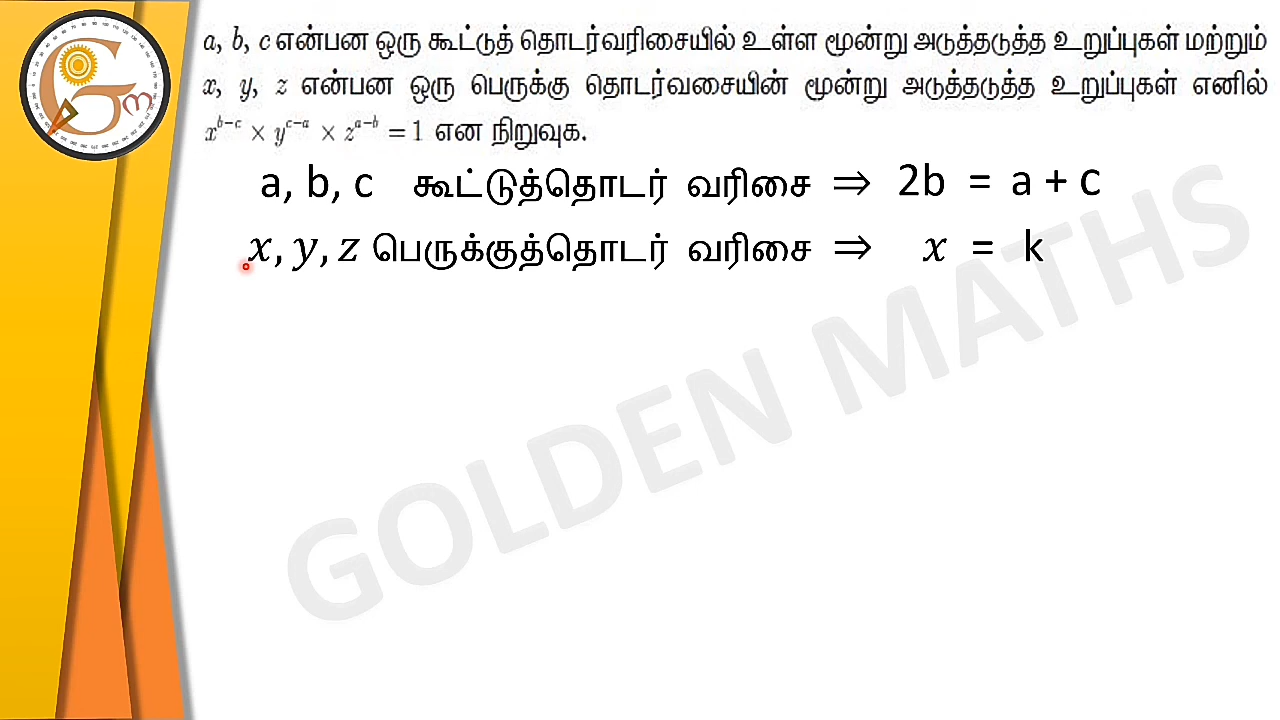 a, b, c என்பன ஒரு கூட்டுத் தொடர்வரிசையில் உள்ள மூன்று அடுத்தடுத்த உறுப்புகள் மற்றும்
x, y, z என்பன ஒரு பெருக்கு தொடர்வசையின் மூன்று அடுத்தடுத்த உறுப்புகள் எனில்
x^{b−c} × y^{c−a} × z^{a−b} = 1 என நிறுவுக.
a, b, c கூட்டுத்தொடர் வரிசை ⇒ 2b = a + c
x, y, z பெருக்குத்தொடர் வரிசை ⇒ x = k
GOLDEN MATHS